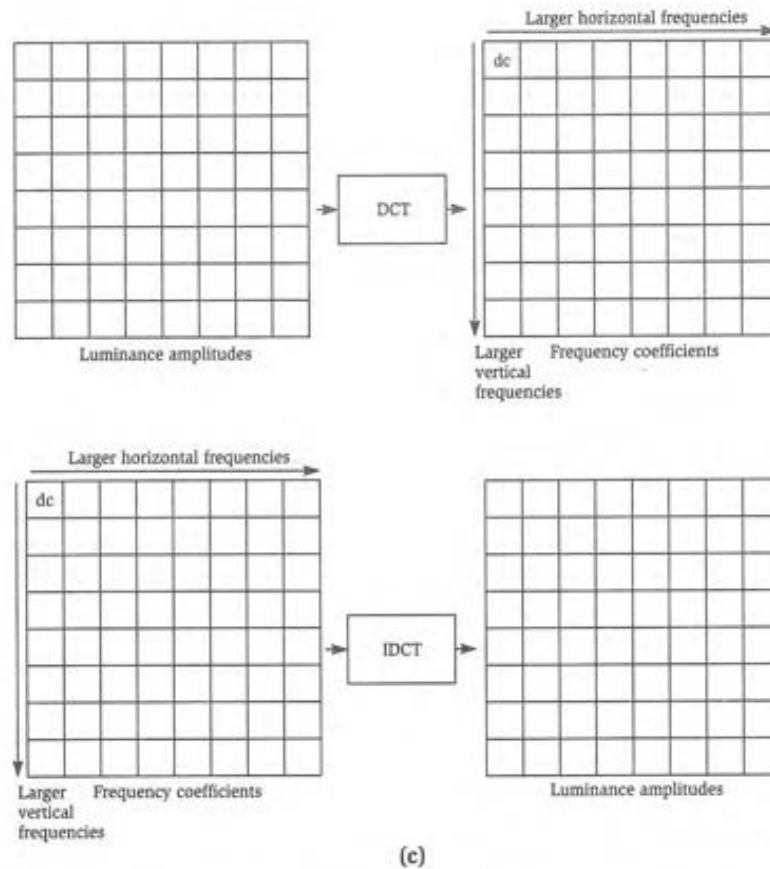 Larger horizontal frequencies
dc
DCT
Luminance amplitudes
Larger
vertical
frequencies
Frequency coefficients
Larger horizontal frequencies
dc
IDCT
Larger
vertical
frequencies
Frequency coefficients
Luminance amplitudes
(c)